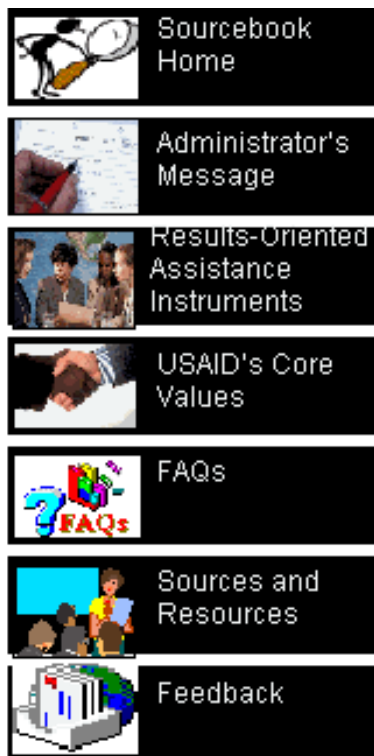 Sourcebook
Home
Administrator's
Message
Results-Oriented
Assistance
Instruments
USAID's Core
Values
FAQs
?
FAQs
Sources and
Resources
Feedback